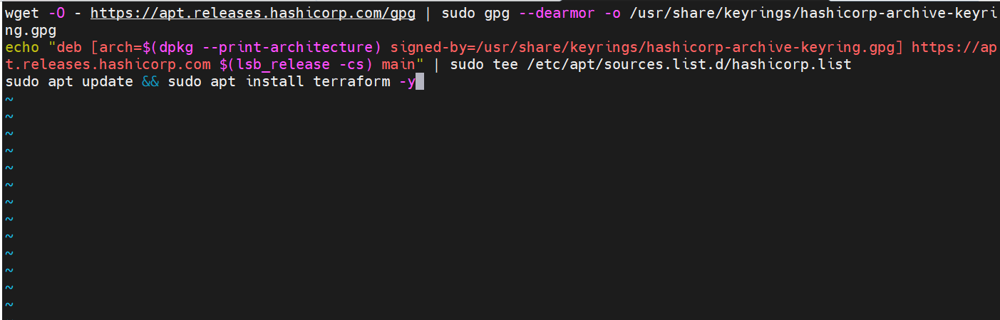 wget -O - https://apt.releases.hashicorp.com/gpg | sudo gpg --dearmor -o /usr/share/keyrings/hashicorp-archive-keyri
ng.gpg
echo "deb [arch=$(dpkg --print-architecture) signed-by=/usr/share/keyrings/hashicorp-archive-keyring.gpg] https://ap
t.releases.hashicorp.com $(lsb_release -cs) main" | sudo tee /etc/apt/sources.list.d/hashicorp.list
sudo apt update && sudo apt install terraform -y
~
~
~
~
~
~
~
~
~
~
~
~
~